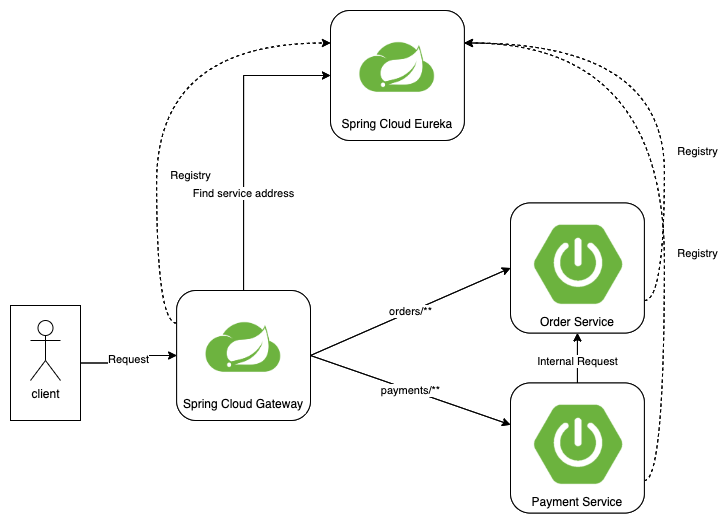 Spring Cloud Eureka
Registry
Registry
Find service address
Registry
orders/**
Order Service
Request
Internal Request
client
payments/**
Spring Cloud Gateway
Payment Service